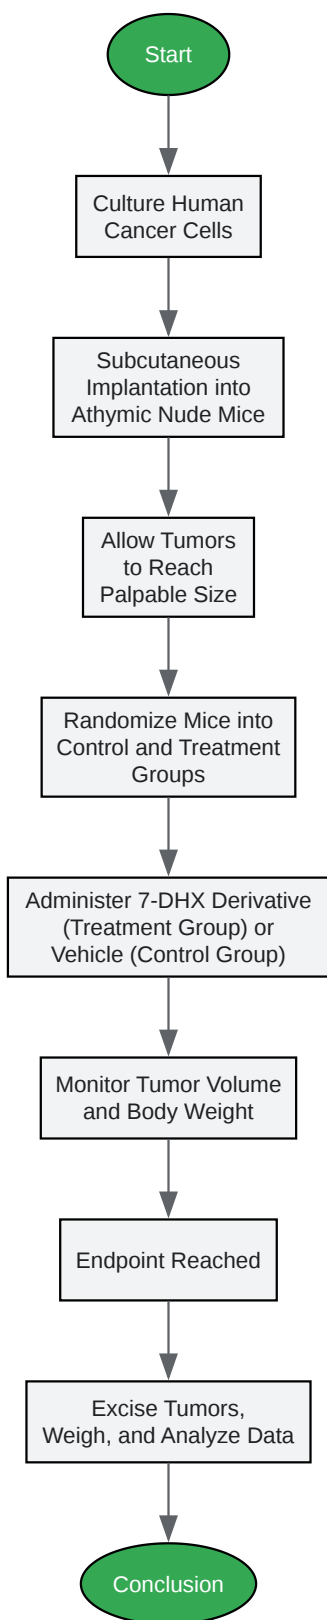 Start
Culture Human
Cancer Cells
Subcutaneous
Implantation into
Athymic Nude Mice
Allow Tumors
to Reach
Palpable Size
Randomize Mice into
Control and Treatment
Groups
Administer 7-DHX Derivative
(Treatment Group) or
Vehicle (Control Group)
Monitor Tumor Volume
and Body Weight
Endpoint Reached
Excise Tumors,
Weigh, and Analyze Data
Conclusion